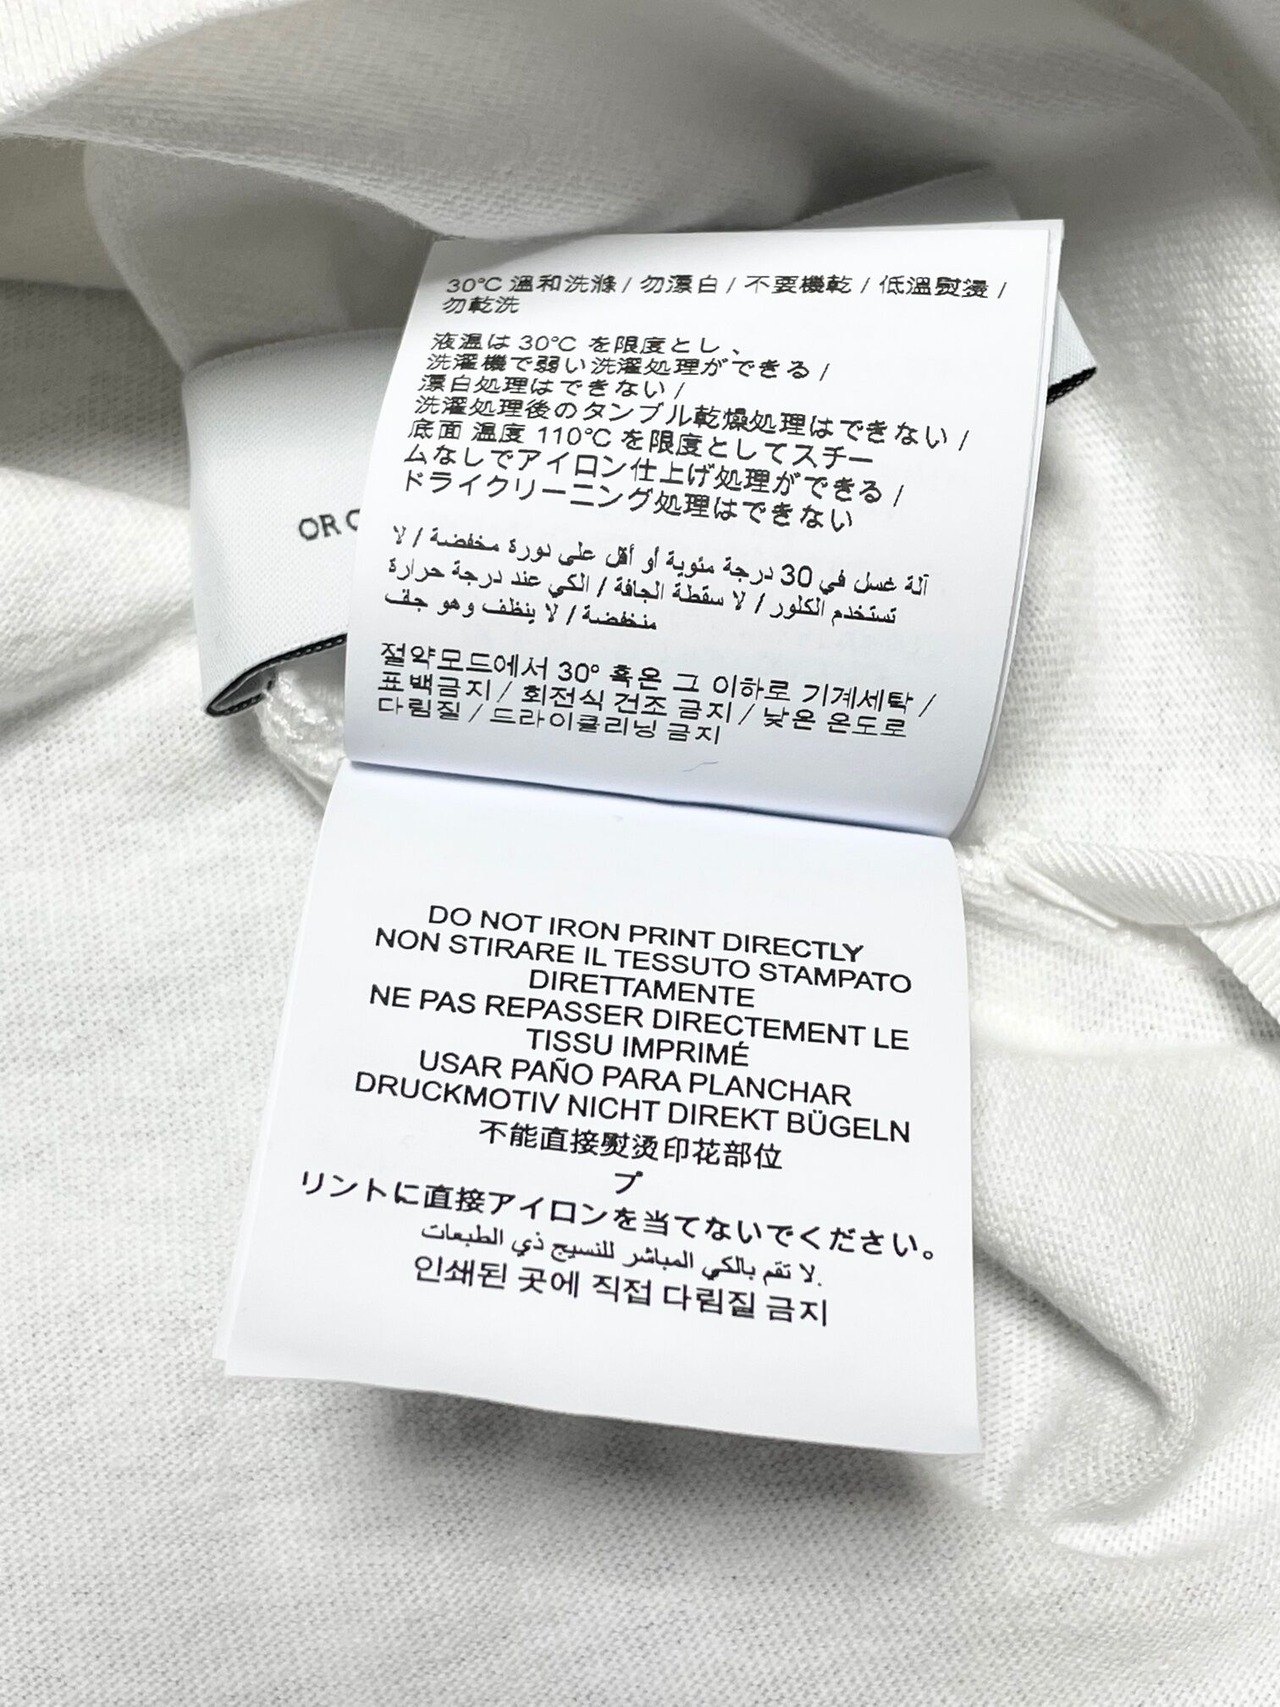 30°C 溫和洗滌 / 勿漂白 / 不要機乾 / 低溫熨燙 /
勿乾洗
液温は 30°C を限度とし 、
洗濯機で弱い洗濯処理ができる /
漂白処理はできない /
洗濯処理後のタンブル乾燥処理はできない /
底面 温度 110°C を限度としてスチー
ムなしでアイロン仕上げ処理ができる /
ドライクリーニング処理はできない
آلة غسل في 30 درجة مئوية أو أقل على دورة مخفضة / لا
تستخدم الكلور / لا سقطة الجافة / الكي عند درجة حرارة
منخفضة / لا ينظف وهو جاف
절약모드에서 30° 혹은 그 이하로 기계세탁 /
표백금지 / 회전식 건조 금지 / 낮은 온도로
다림질 / 드라이클리닝 금지
OR
DO NOT IRON PRINT DIRECTLY
NON STIRARE IL TESSUTO STAMPATO
DIRETTAMENTE
NE PAS REPASSER DIRECTEMENT LE
TISSU IMPRIMÉ
USAR PAÑO PARA PLANCHAR
DRUCKMOTIV NICHT DIREKT BÜGELN
不能直接熨烫印花部位
プ
リントに直接アイロンを当てないでください。
لا تقم بالكي المباشر للنسيج ذي الطبعات.
인쇄된 곳에 직접 다림질 금지